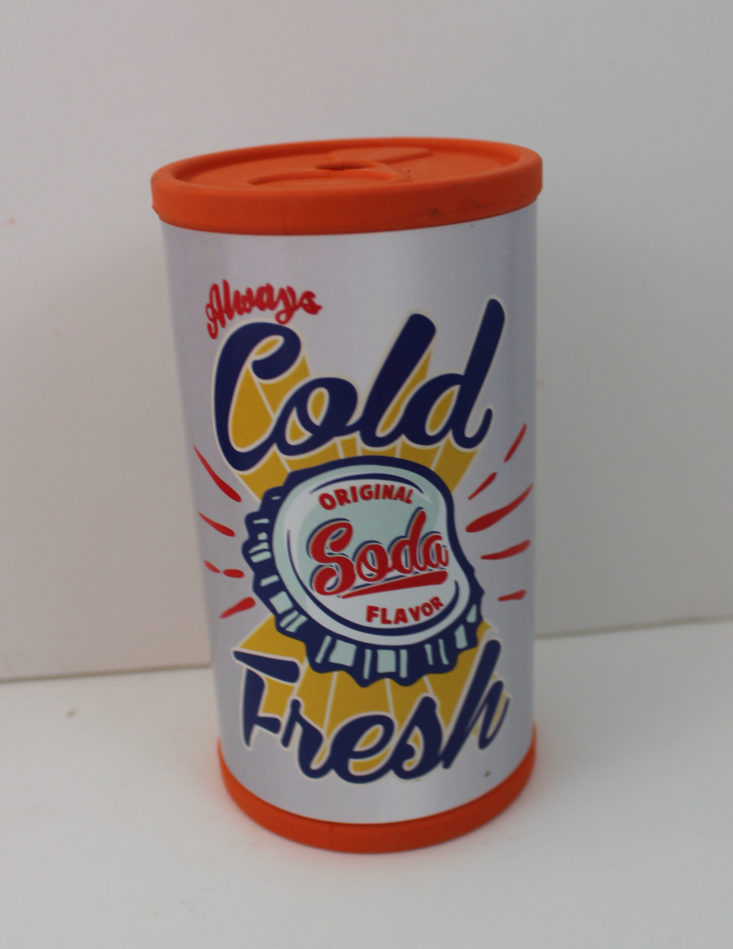 Always
Cold
ORIGINAL
Soda
FLAVOR
Fresh